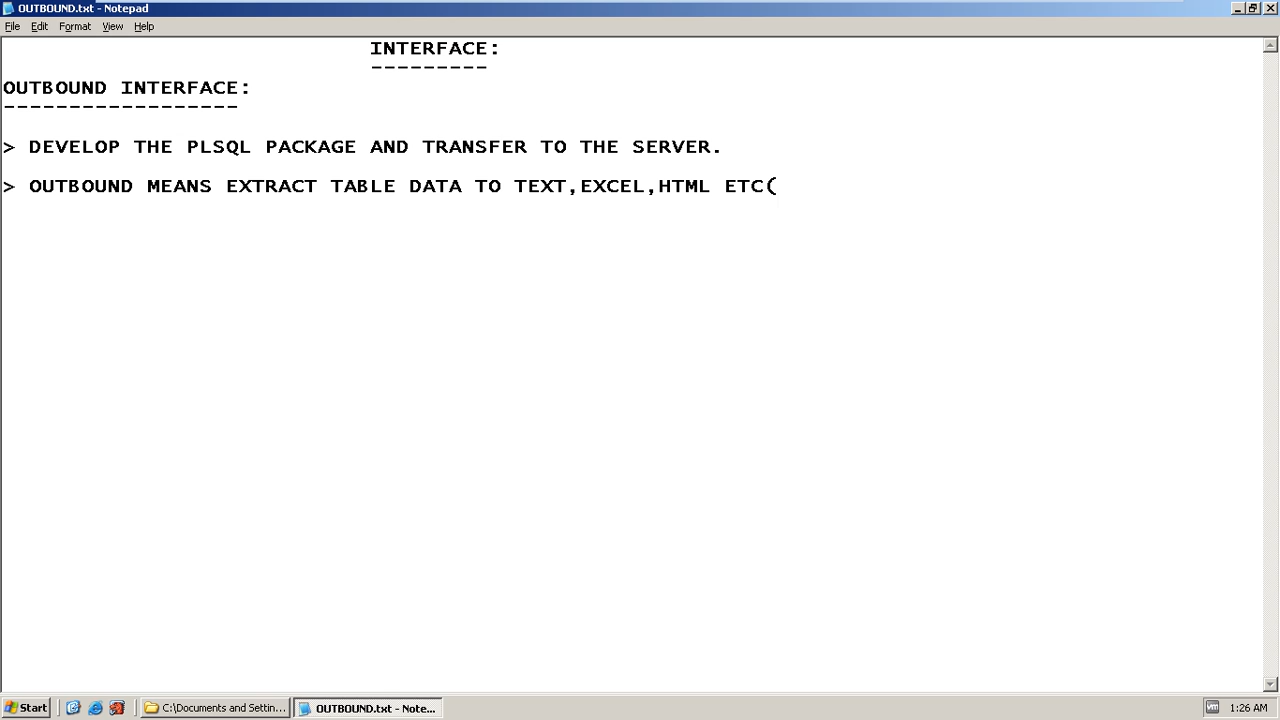 OUTBOUND.txt - Notepad
File Edit Format View Help
INTERFACE:
---------
OUTBOUND INTERFACE:
------------------
> DEVELOP THE PLSQL PACKAGE AND TRANSFER TO THE SERVER.
> OUTBOUND MEANS EXTRACT TABLE DATA TO TEXT,EXCEL,HTML ETC(
Start C:\Documents and Settin... OUTBOUND.txt - Note... 1:26 AM